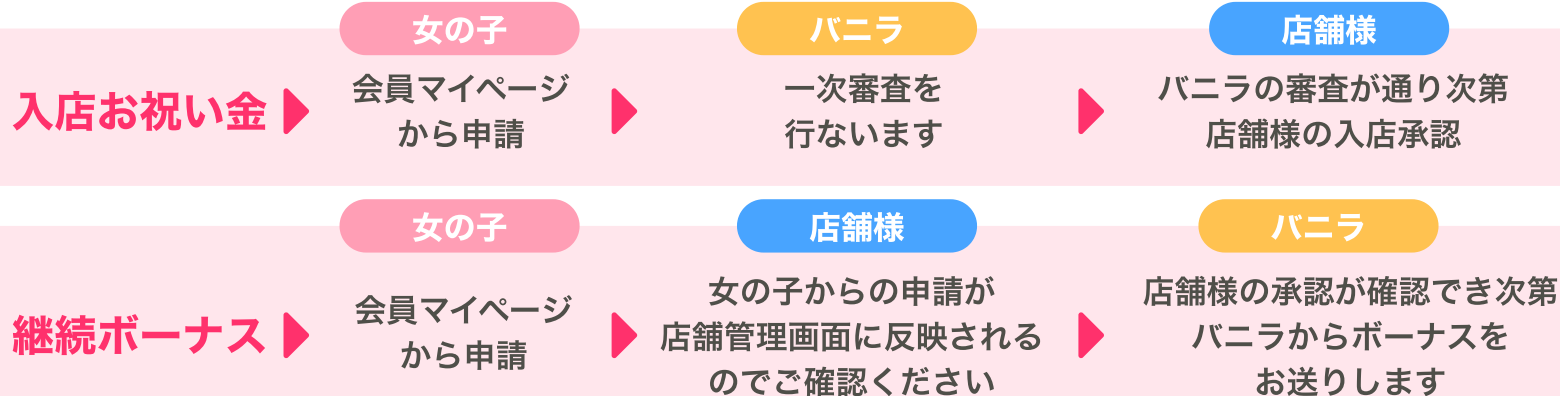 女の子
バニラ
店舗様
入店お祝い金
会員マイページ
から申請
一次審査を
行ないます
バニラの審査が通り次第
店舗様の入店承認
女の子
店舗様
バニラ
継続ボーナス
会員マイページ
から申請
女の子からの申請が
店舗管理画面に反映される
のでご確認ください
店舗様の承認が確認でき次第
バニラからボーナスを
お送りします